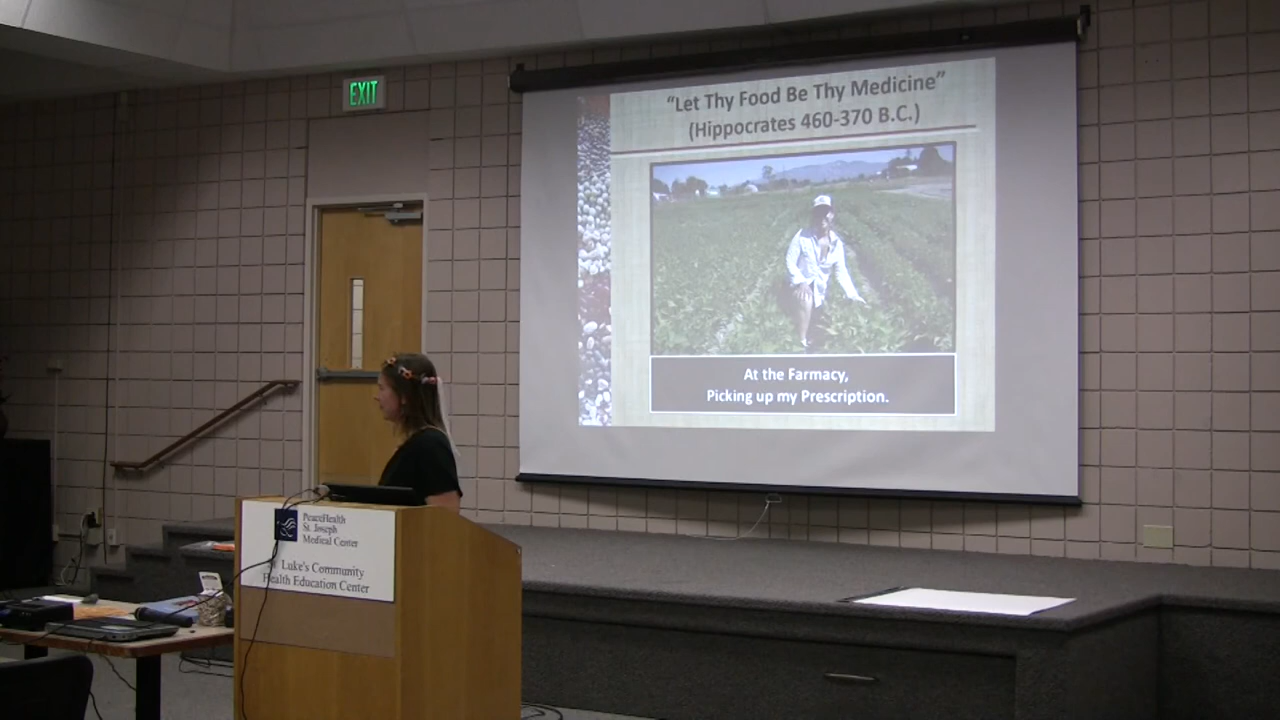 EXIT
"Let Thy Food Be Thy Medicine"
(Hippocrates 460-370 B.C.)
At the Farmacy,
Picking up my Prescription.
PeaceHealth
St. Joseph
Medical Center
Luke's Community
Health Education Center